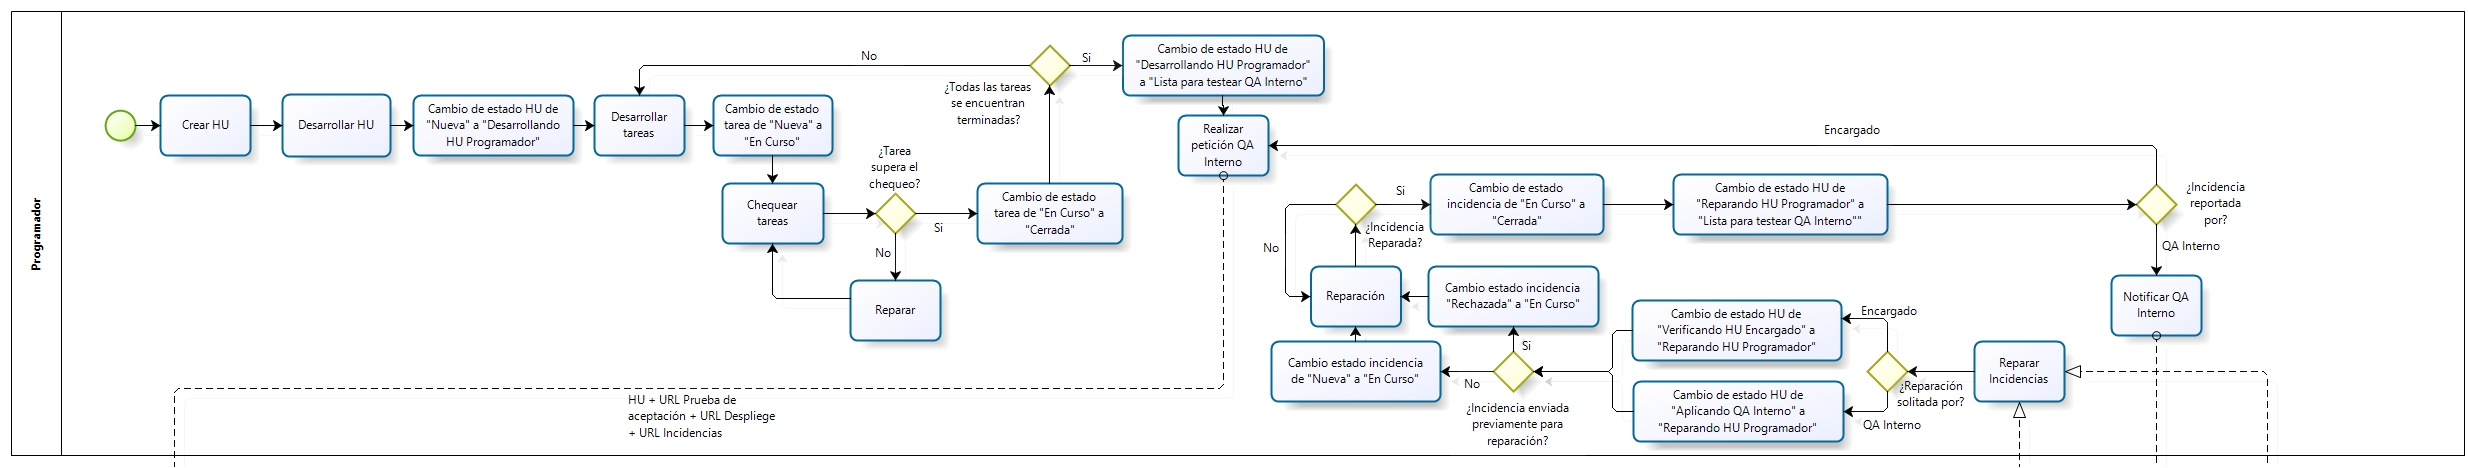 Programador
Crear HU
Desarrollar HU
Cambio de estado HU de
"Nueva" a "Desarrollando
HU Programador"
Desarrollar
tareas
Cambio de estado
tarea de "Nueva" a
"En Curso"
Chequear
tareas
¿Tarea
supera el
chequeo?
No
Reparar
Si
Cambio de estado
tarea de "En Curso" a
"Cerrada"
¿Todas las tareas
se encuentran
terminadas?
No
Si
Cambio de estado HU de
"Desarrollando HU Programador"
a "Lista para testear QA Interno"
Realizar
petición QA
Interno
HU + URL Prueba de
aceptación + URL Despliege
+ URL Incidencias
Encargado
¿Incidencia
reportada
por?
QA Interno
Notificar QA
Interno
Si
¿Incidencia
Reparada?
No
Cambio de estado
incidencia de "En Curso" a
"Cerrada"
Cambio de estado HU de
"Reparando HU Programador" a
"Lista para testear QA Interno""
Reparación
Cambio estado incidencia
"Rechazada" a "En Curso"
Cambio estado incidencia
de "Nueva" a "En Curso"
Si
No
¿Incidencia enviada
previamente para
reparación?
Cambio de estado HU de
"Verificando HU Encargado" a
"Reparando HU Programador"
Cambio de estado HU de
"Aplicando QA Interno" a
"Reparando HU Programador"
Encargado
¿Reparación
solitada por?
QA Interno
Reparar
Incidencias